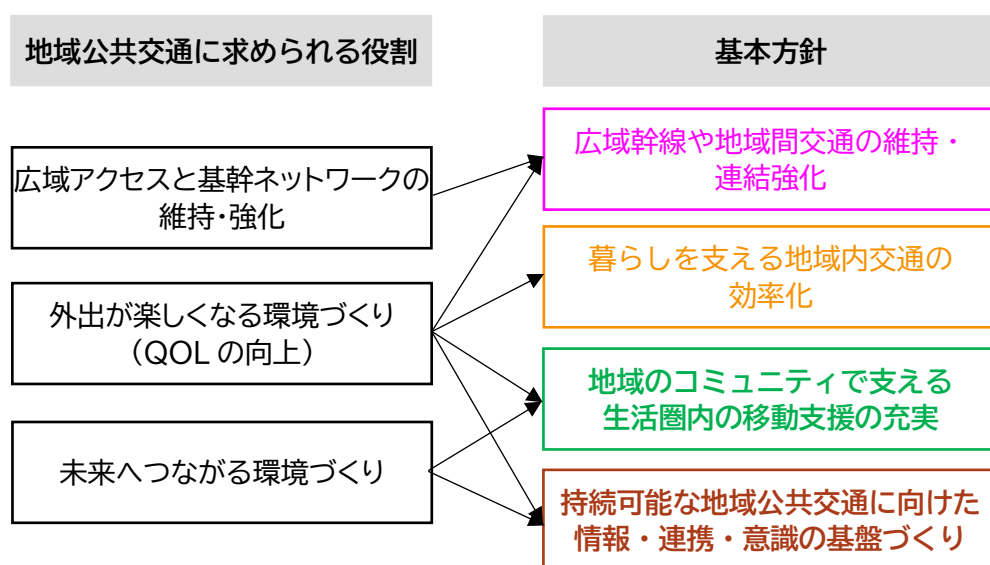 地域公共交通に求められる役割
基本方針
広域アクセスと基幹ネットワークの
維持・強化
外出が楽しくなる環境づくり
（QOL の向上）
未来へつながる環境づくり
広域幹線や地域間交通の維持・
連結強化
暮らしを支える地域内交通の
効率化
地域のコミュニティで支える
生活圏内の移動支援の充実
持続可能な地域公共交通に向けた
情報・連携・意識の基盤づくり